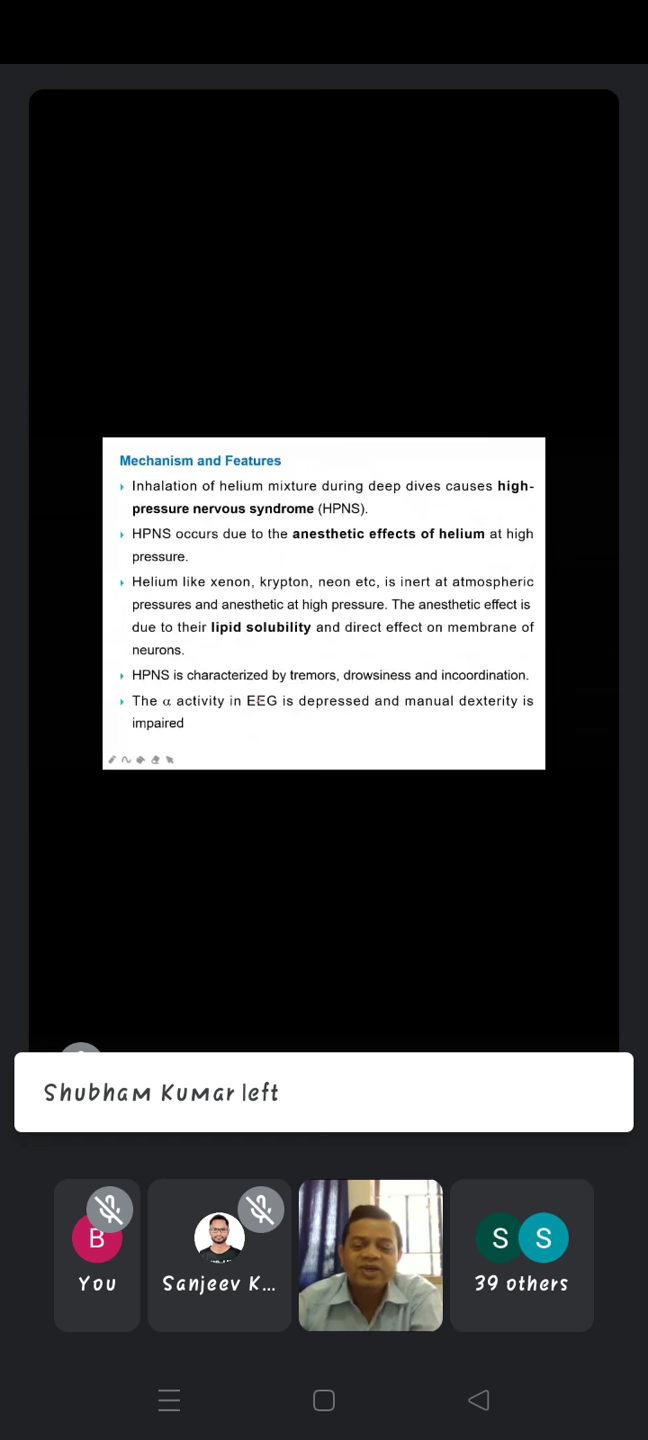 Mechanism and Features
Inhalation of helium mixture during deep dives causes high-
pressure nervous syndrome (HPNS).
HPNS occurs due to the anesthetic effects of helium at high
pressure.
Helium like xenon, krypton, neon etc, is inert at atmospheric
pressures and anesthetic at high pressure. The anesthetic effect is
due to their lipid solubility and direct effect on membrane of
neurons.
HPNS is characterized by tremors, drowsiness and incoordination.
The α activity in EEG is depressed and manual dexterity is
impaired
Shubham Kumar left
B
S S
You
Sanjeev K...
39 others